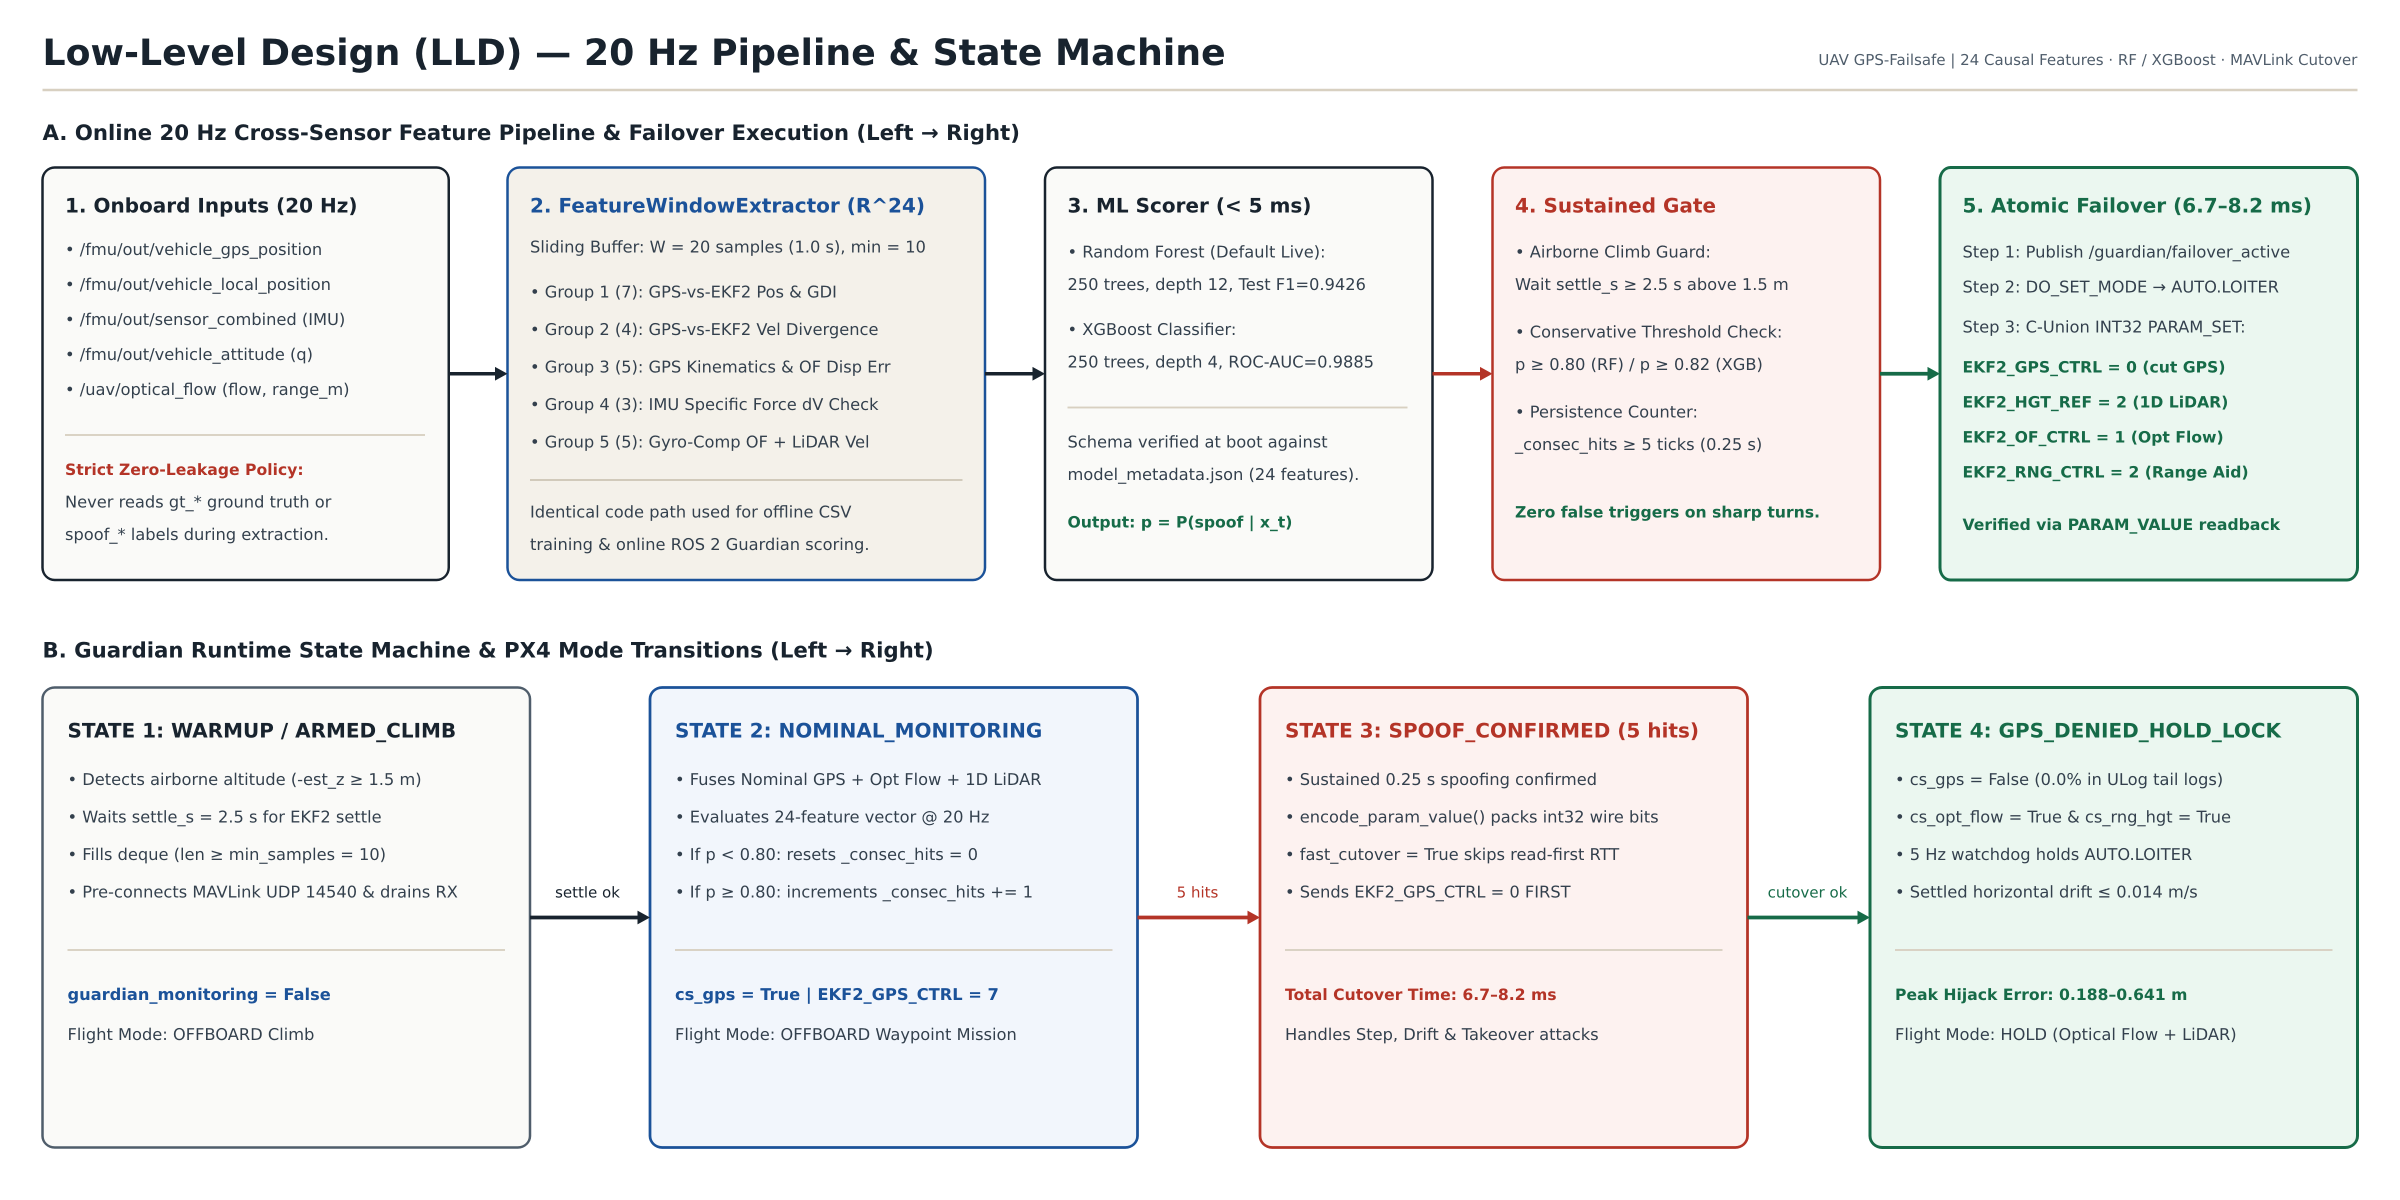 Low-Level Design (LLD) — 20 Hz Pipeline & State Machine
UAV GPS-Failsafe | 24 Causal Features · RF / XGBoost · MAVLink Cutover
A. Online 20 Hz Cross-Sensor Feature Pipeline & Failover Execution (Left → Right)
1. Onboard Inputs (20 Hz)
• /fmu/out/vehicle_gps_position
• /fmu/out/vehicle_local_position
• /fmu/out/sensor_combined (IMU)
• /fmu/out/vehicle_attitude (q)
• /uav/optical_flow (flow, range_m)
Strict Zero-Leakage Policy:
Never reads gt_* ground truth or
spoof_* labels during extraction.
2. FeatureWindowExtractor (R^24)
Sliding Buffer: W = 20 samples (1.0 s), min = 10
• Group 1 (7): GPS-vs-EKF2 Pos & GDI
• Group 2 (4): GPS-vs-EKF2 Vel Divergence
• Group 3 (5): GPS Kinematics & OF Disp Err
• Group 4 (3): IMU Specific Force dV Check
• Group 5 (5): Gyro-Comp OF + LiDAR Vel
Identical code path used for offline CSV
training & online ROS 2 Guardian scoring.
3. ML Scorer (< 5 ms)
• Random Forest (Default Live):
250 trees, depth 12, Test F1=0.9426
• XGBoost Classifier:
250 trees, depth 4, ROC-AUC=0.9885
Schema verified at boot against
model_metadata.json (24 features).
Output: p = P(spoof | x_t)
4. Sustained Gate
• Airborne Climb Guard:
Wait settle_s ≥ 2.5 s above 1.5 m
• Conservative Threshold Check:
p ≥ 0.80 (RF) / p ≥ 0.82 (XGB)
• Persistence Counter:
_consec_hits ≥ 5 ticks (0.25 s)
Zero false triggers on sharp turns.
5. Atomic Failover (6.7–8.2 ms)
Step 1: Publish /guardian/failover_active
Step 2: DO_SET_MODE → AUTO.LOITER
Step 3: C-Union INT32 PARAM_SET:
EKF2_GPS_CTRL = 0 (cut GPS)
EKF2_HGT_REF = 2 (1D LiDAR)
EKF2_OF_CTRL = 1 (Opt Flow)
EKF2_RNG_CTRL = 2 (Range Aid)
Verified via PARAM_VALUE readback
B. Guardian Runtime State Machine & PX4 Mode Transitions (Left → Right)
STATE 1: WARMUP / ARMED_CLIMB
• Detects airborne altitude (-est_z ≥ 1.5 m)
• Waits settle_s = 2.5 s for EKF2 settle
• Fills deque (len ≥ min_samples = 10)
• Pre-connects MAVLink UDP 14540 & drains RX
guardian_monitoring = False
Flight Mode: OFFBOARD Climb
settle ok
STATE 2: NOMINAL_MONITORING
• Fuses Nominal GPS + Opt Flow + 1D LiDAR
• Evaluates 24-feature vector @ 20 Hz
• If p < 0.80: resets _consec_hits = 0
• If p ≥ 0.80: increments _consec_hits += 1
cs_gps = True | EKF2_GPS_CTRL = 7
Flight Mode: OFFBOARD Waypoint Mission
5 hits
STATE 3: SPOOF_CONFIRMED (5 hits)
• Sustained 0.25 s spoofing confirmed
• encode_param_value() packs int32 wire bits
• fast_cutover = True skips read-first RTT
• Sends EKF2_GPS_CTRL = 0 FIRST
Total Cutover Time: 6.7–8.2 ms
Handles Step, Drift & Takeover attacks
cutover ok
STATE 4: GPS_DENIED_HOLD_LOCK
• cs_gps = False (0.0% in ULog tail logs)
• cs_opt_flow = True & cs_rng_hgt = True
• 5 Hz watchdog holds AUTO.LOITER
• Settled horizontal drift ≤ 0.014 m/s
Peak Hijack Error: 0.188–0.641 m
Flight Mode: HOLD (Optical Flow + LiDAR)